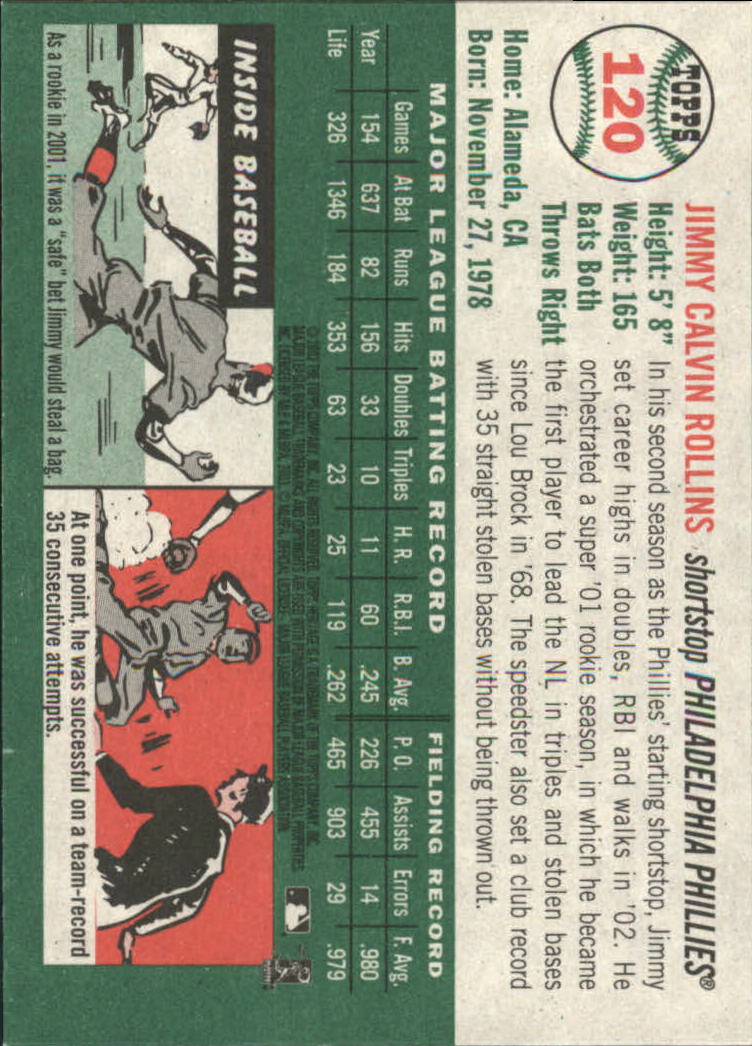 TOPPS
120
JIMMY CALVIN ROLLINS shortstop PHILADELPHIA PHILLIES®
Height: 5' 8"
Weight: 165
Bats Both
Throws Right
Home: Alameda, CA
Born: November 27, 1978
In his second season as the Phillies' starting shortstop, Jimmy
set career highs in doubles, RBI and walks in '02. He
orchestrated a super '01 rookie season, in which he became
the first player to lead the NL in triples and stolen bases
since Lou Brock in '68. The speedster also set a club record
with 35 straight stolen bases without being thrown out.
MAJOR LEAGUE BATTING RECORD FIELDING RECORD
Games At Bat Runs Hits Doubles Triples H. R. R.B.I. B. Avg. P. O. Assists Errors F. Avg.
Year 154 637 82 156 33 10 11 60 .245 226 455 14 .980
Life 326 1346 184 353 63 23 25 119 .262 465 903 29 .979
INSIDE BASEBALL
As a rookie in 2001, it was a "safe" bet Jimmy would steal a bag.
At one point, he was successful on a team-record
35 consecutive attempts.